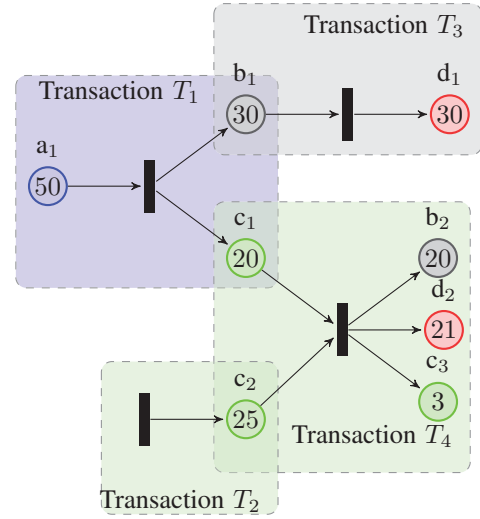 Transaction T₃
b₁
d₁
Transaction T₁
30
30
a₁
50
c₁
b₂
20
20
d₂
21
c₃
c₂
3
25
Transaction T₄
Transaction T₂